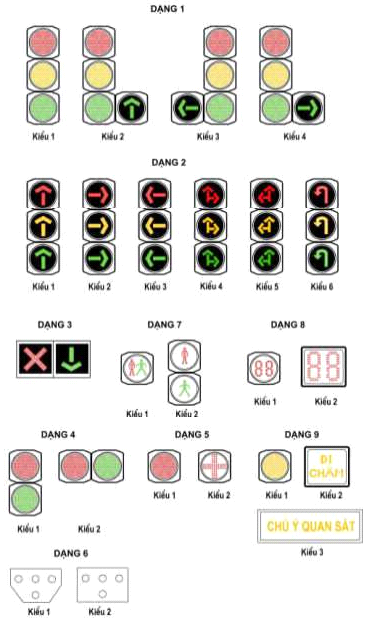 DẠNG 1
Kiểu 1 Kiểu 2 Kiểu 3 Kiểu 4
DẠNG 2
Kiểu 1 Kiểu 2 Kiểu 3 Kiểu 4 Kiểu 5 Kiểu 6
DẠNG 3 DẠNG 7 DẠNG 8
88 88
Kiểu 1 Kiểu 2 Kiểu 1 Kiểu 2
DẠNG 4 DẠNG 5 DẠNG 9
ĐI
CHẬM
Kiểu 1 Kiểu 2 Kiểu 1 Kiểu 2 Kiểu 1 Kiểu 2
CHÚ Ý QUAN SÁT
Kiểu 3
DẠNG 6
Kiểu 1 Kiểu 2